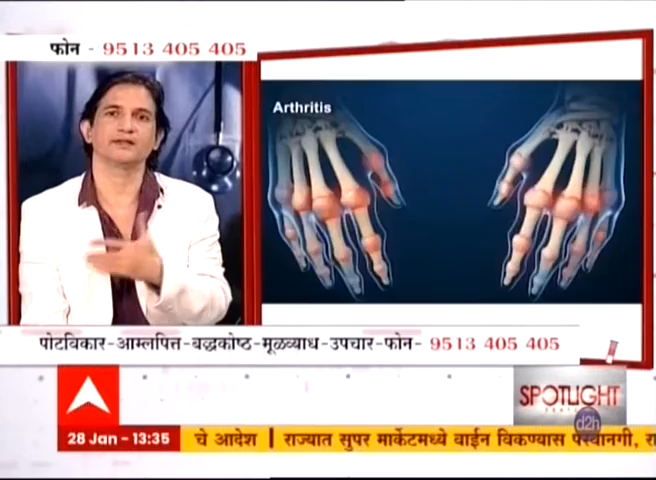 फोन - 9513 405 405
Arthritis
पोटविकार-आम्लपित्त-बद्धकोष्ठ-मूळव्याध-उपचार-फोन- 9513 405 405
SPOTLIGHT
d2h
28 Jan - 13:35
चे आदेश | राज्यात सुपर मार्केटमध्ये वाईन विकण्यास परवानगी, रा